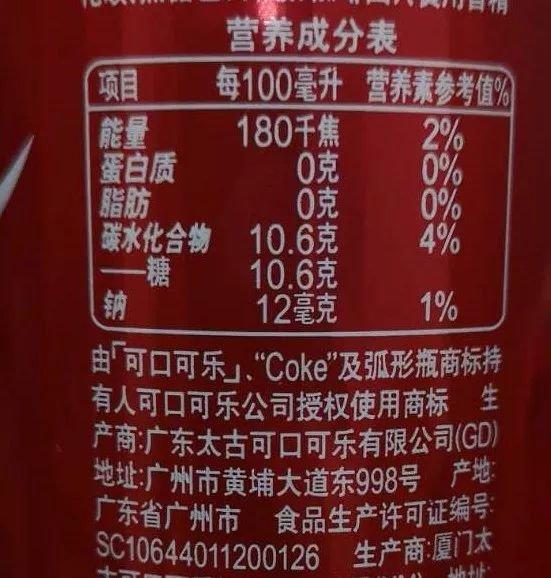 营养成分表
项目 每100毫升 营养素参考值%
能量 180千焦 2%
蛋白质 0克 0%
脂肪 0克 0%
碳水化合物 10.6克 4%
——糖 10.6克
钠 12毫克 1%
由「可口可乐」、“Coke”及弧形瓶商标持
有人可口可乐公司授权使用商标 生
产商:广东太古可口可乐有限公司(GD)
地址:广州市黄埔大道东998号 产地:
广东省广州市 食品生产许可证编号:
SC10644011200126 生产商:厦门太